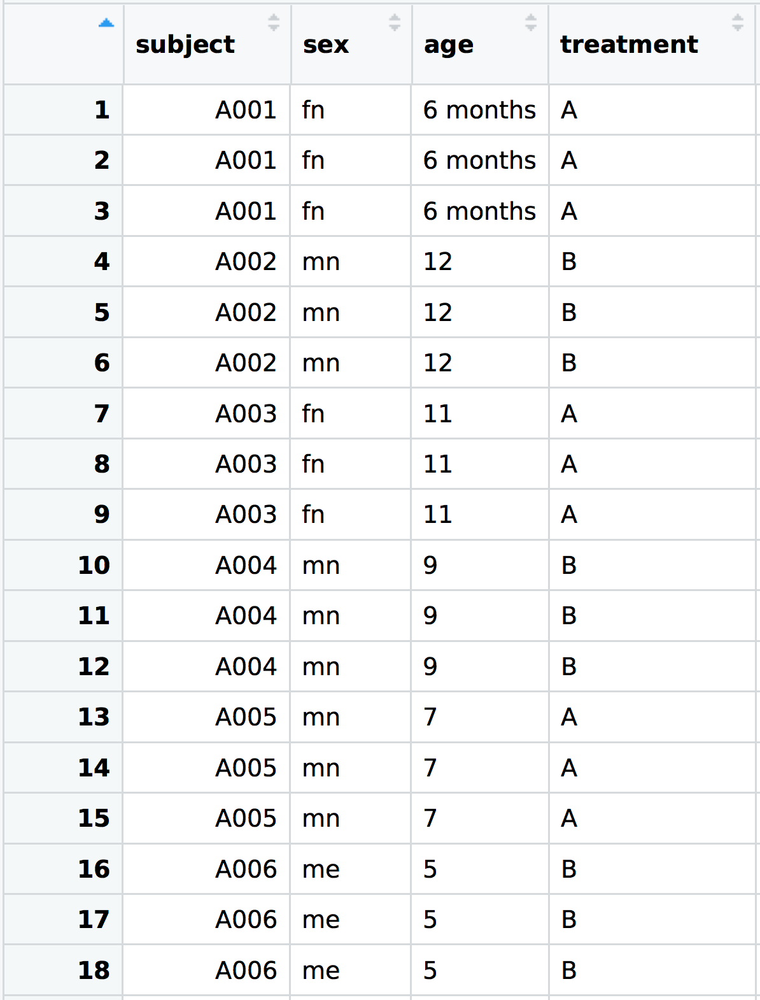 subject sex age treatment
1 A001 fn 6 months A
2 A001 fn 6 months A
3 A001 fn 6 months A
4 A002 mn 12 B
5 A002 mn 12 B
6 A002 mn 12 B
7 A003 fn 11 A
8 A003 fn 11 A
9 A003 fn 11 A
10 A004 mn 9 B
11 A004 mn 9 B
12 A004 mn 9 B
13 A005 mn 7 A
14 A005 mn 7 A
15 A005 mn 7 A
16 A006 me 5 B
17 A006 me 5 B
18 A006 me 5 B